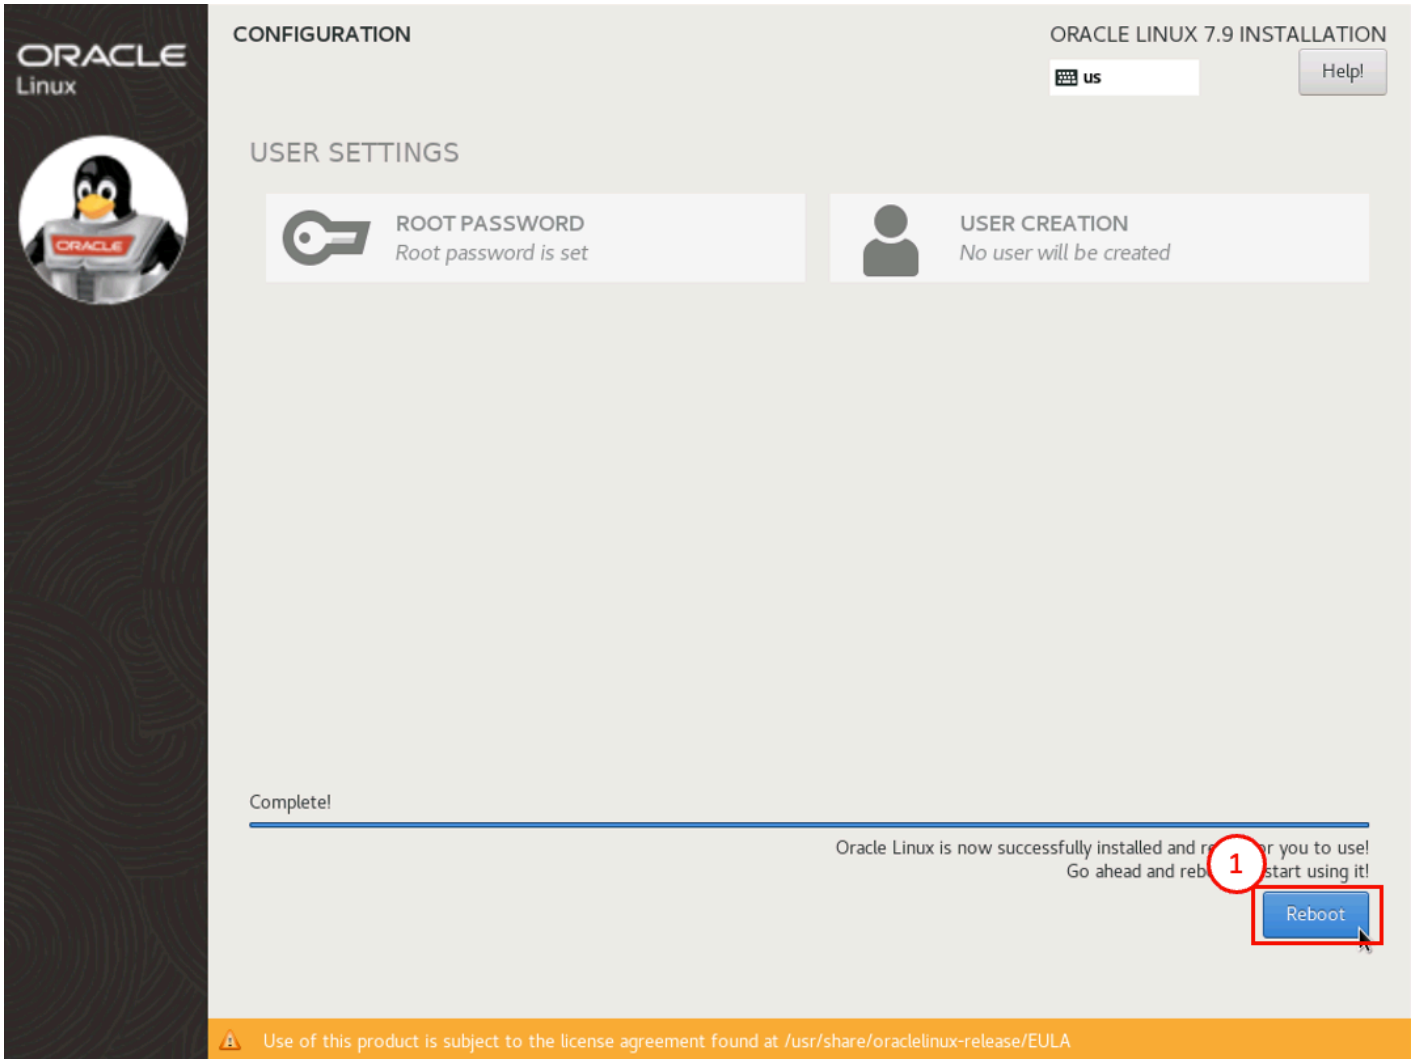 ORACLE
Linux
ORACLE
CONFIGURATION
ORACLE LINUX 7.9 INSTALLATION
us
Help!
USER SETTINGS
ROOT PASSWORD
Root password is set
USER CREATION
No user will be created
Complete!
Oracle Linux is now successfully installed and or you to use!
Go ahead and start using it!
1
Reboot
Use of this product is subject to the license agreement found at /usr/share/oraclelinux-release/EULA